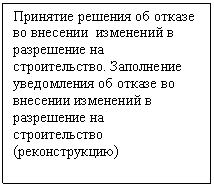 Принятие решения об отказе
во внесении  изменений в
разрешение на
строительство. Заполнение
уведомления об отказе во
внесении изменений в
разрешение на
строительство
(реконструкцию)